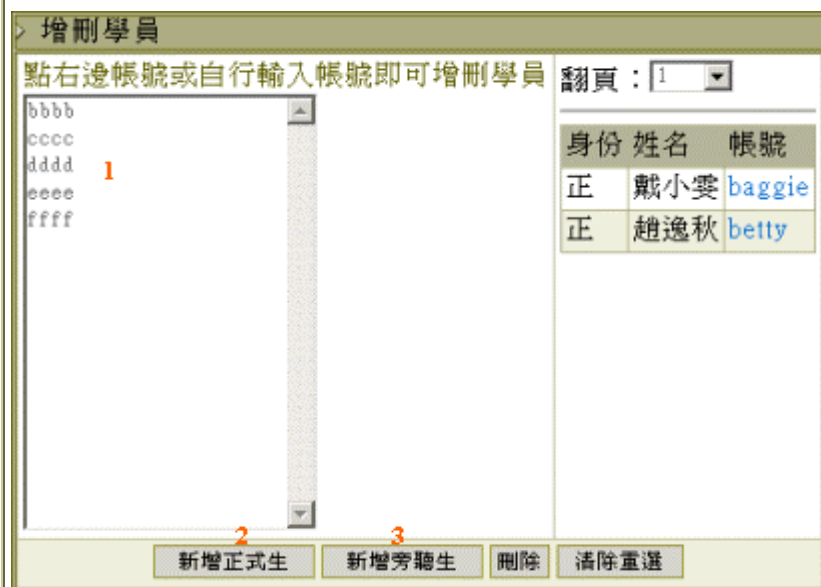 增刪學員
點右邊帳號或自行輸入帳號即可增刪學員
bbbb
cccc
dddd
eeee
ffff
1
翻頁：1
身份 姓名 帳號
正 戴小雯 baggie
正 趙逸秋 betty
2 3
新增正式生 新增旁聽生 刪除 清除重選